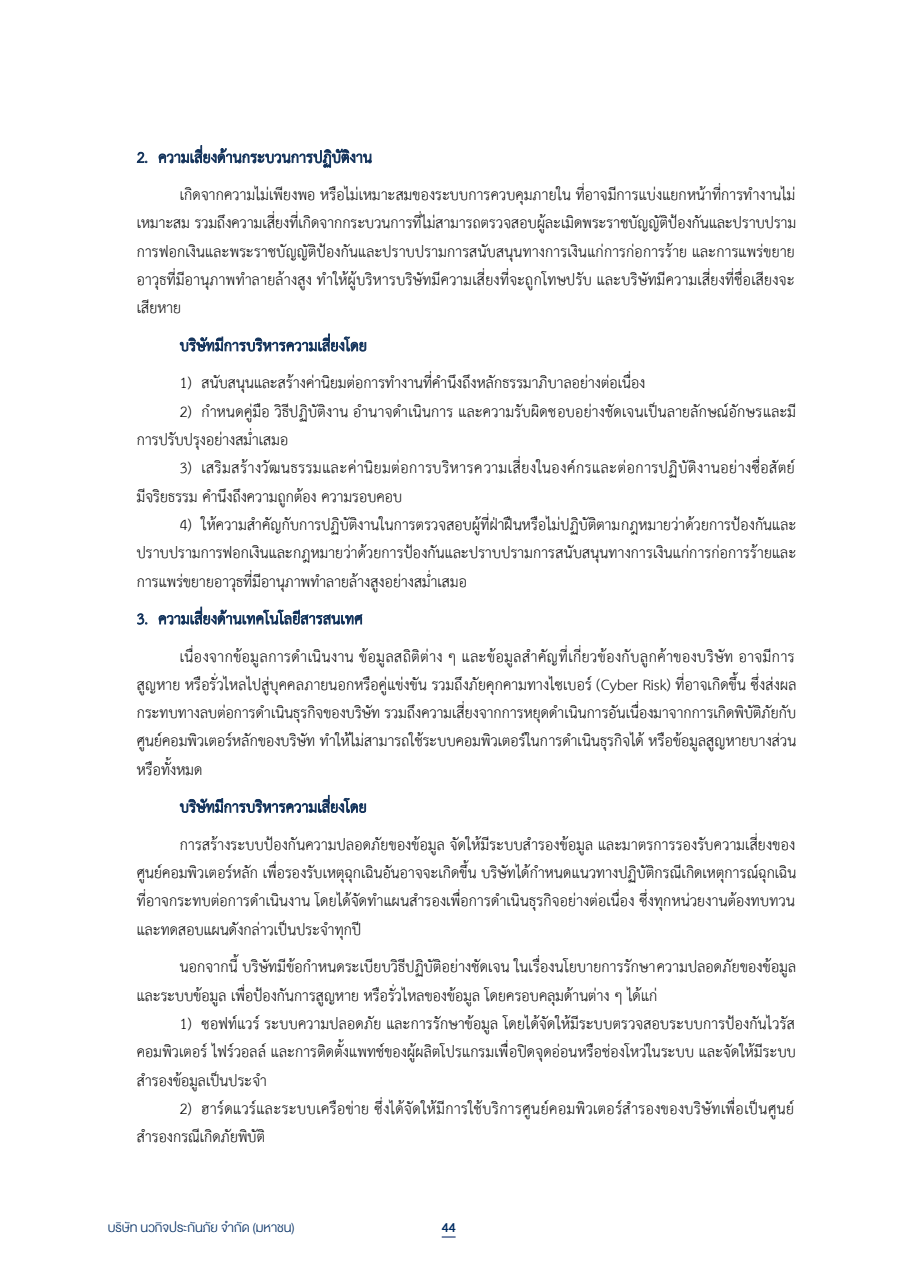 2. ความเสี่ยงด้านกระบวนการปฏิบัติงาน
เกิดจากความไม่เพียงพอ หรือไม่เหมาะสมของระบบการควบคุมภายใน ที่อาจมีการแบ่งแยกหน้าที่การทำงานไม่
เหมาะสม รวมถึงความเสี่ยงที่เกิดจากกระบวนการที่ไม่สามารถตรวจสอบผู้ละเมิดพระราชบัญญัติป้องกันและปราบปราม
การฟอกเงินและพระราชบัญญัติป้องกันและปราบปรามการสนับสนุนทางการเงินแก่การก่อการร้าย และการแพร่ขยาย
อาวุธที่มีอานุภาพทำลายล้างสูง ทำให้ผู้บริหารบริษัทมีความเสี่ยงที่จะถูกโทษปรับ และบริษัทมีความเสี่ยงที่ชื่อเสียงจะ
เสียหาย
บริษัทมีการบริหารความเสี่ยงโดย
1) สนับสนุนและสร้างค่านิยมต่อการทำงานที่คำนึงถึงหลักธรรมาภิบาลอย่างต่อเนื่อง
2) กำหนดคู่มือ วิธีปฏิบัติงาน อำนาจดำเนินการ และความรับผิดชอบอย่างชัดเจนเป็นลายลักษณ์อักษรและมี
การปรับปรุงอย่างสม่ำเสมอ
3) เสริมสร้างวัฒนธรรมและค่านิยมต่อการบริหารความเสี่ยงในองค์กรและต่อการปฏิบัติงานอย่างซื่อสัตย์
มีจริยธรรม คำนึงถึงความถูกต้อง ความรอบคอบ
4) ให้ความสำคัญกับการปฏิบัติงานในการตรวจสอบผู้ที่ฝ่าฝืนหรือไม่ปฏิบัติตามกฎหมายว่าด้วยการป้องกันและ
ปราบปรามการฟอกเงินและกฎหมายว่าด้วยการป้องกันและปราบปรามการสนับสนุนทางการเงินแก่การก่อการร้ายและ
การแพร่ขยายอาวุธที่มีอานุภาพทำลายล้างสูงอย่างสม่ำเสมอ
3. ความเสี่ยงด้านเทคโนโลยีสารสนเทศ
เนื่องจากข้อมูลการดำเนินงาน ข้อมูลสถิติต่าง ๆ และข้อมูลสำคัญที่เกี่ยวข้องกับลูกค้าของบริษัท อาจมีการ
สูญหาย หรือรั่วไหลไปสู่บุคคลภายนอกหรือคู่แข่งขัน รวมถึงภัยคุกคามทางไซเบอร์ (Cyber Risk) ที่อาจเกิดขึ้น ซึ่งส่งผล
กระทบทางลบต่อการดำเนินธุรกิจของบริษัท รวมถึงความเสี่ยงจากการหยุดดำเนินการอันเนื่องมาจากการเกิดพิบัติภัยกับ
ศูนย์คอมพิวเตอร์หลักของบริษัท ทำให้ไม่สามารถใช้ระบบคอมพิวเตอร์ในการดำเนินธุรกิจได้ หรือข้อมูลสูญหายบางส่วน
หรือทั้งหมด
บริษัทมีการบริหารความเสี่ยงโดย
การสร้างระบบป้องกันความปลอดภัยของข้อมูล จัดให้มีระบบสำรองข้อมูล และมาตรการรองรับความเสี่ยงของ
ศูนย์คอมพิวเตอร์หลัก เพื่อรองรับเหตุฉุกเฉินอันอาจจะเกิดขึ้น บริษัทได้กำหนดแนวทางปฏิบัติกรณีเกิดเหตุการณ์ฉุกเฉิน
ที่อาจกระทบต่อการดำเนินงาน โดยได้จัดทำแผนสำรองเพื่อการดำเนินธุรกิจอย่างต่อเนื่อง ซึ่งทุกหน่วยงานต้องทบทวน
และทดสอบแผนดังกล่าวเป็นประจำทุกปี
นอกจากนี้ บริษัทมีข้อกำหนดระเบียบวิธีปฏิบัติอย่างชัดเจน ในเรื่องนโยบายการรักษาความปลอดภัยของข้อมูล
และระบบข้อมูล เพื่อป้องกันการสูญหาย หรือรั่วไหลของข้อมูล โดยครอบคลุมด้านต่าง ๆ ได้แก่
1) ซอฟท์แวร์ ระบบความปลอดภัย และการรักษาข้อมูล โดยได้จัดให้มีระบบตรวจสอบระบบการป้องกันไวรัส
คอมพิวเตอร์ ไฟร์วอลล์ และการติดตั้งแพทช์ของผู้ผลิตโปรแกรมเพื่อปิดจุดอ่อนหรือช่องโหว่ในระบบ และจัดให้มีระบบ
สำรองข้อมูลเป็นประจำ
2) ฮาร์ดแวร์และระบบเครือข่าย ซึ่งได้จัดให้มีการใช้บริการศูนย์คอมพิวเตอร์สำรองของบริษัทเพื่อเป็นศูนย์
สำรองกรณีเกิดภัยพิบัติ
บริษัท นวกิจประกันภัย จำกัด (มหาชน)
44